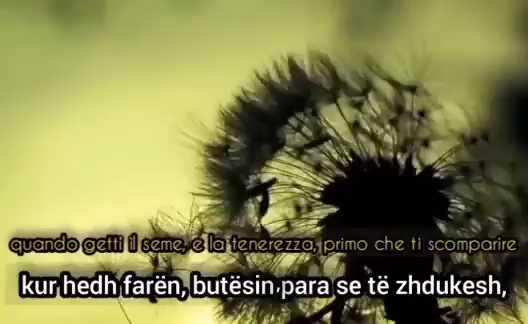 quando getti il seme, e la tenerezza, primo che ti scomparire
kur hedh farën, butësin,para se të zhdukesh,